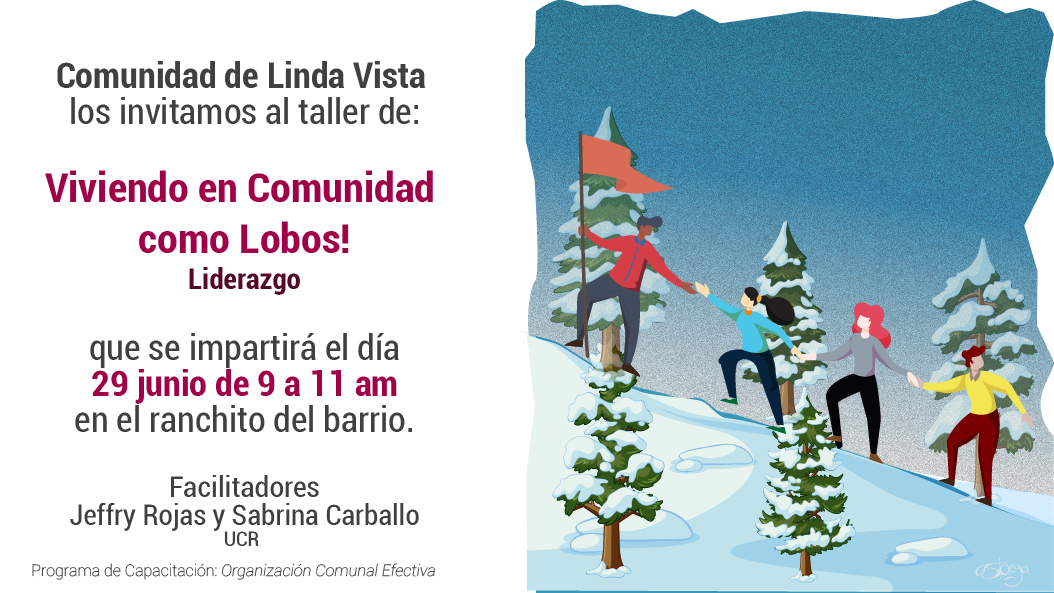 Comunidad de Linda Vista
los invitamos al taller de:
Viviendo en Comunidad
como Lobos!
Liderazgo
que se impartirá el día
29 junio de 9 a 11 am
en el ranchito del barrio.
Facilitadores
Jeffry Rojas y Sabrina Carballo
UCR
Programa de Capacitación: Organización Comunal Efectiva